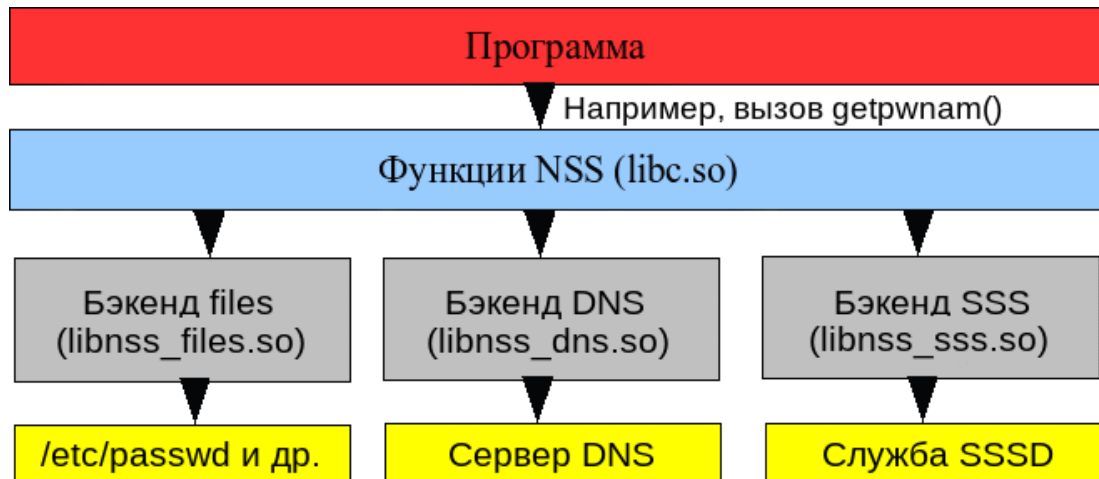 Программа
Например, вызов getpwnam()
Функции NSS (libc.so)
Бэкенд files
(libnss_files.so)
Бэкенд DNS
(libnss_dns.so)
Бэкенд SSS
(libnss_sss.so)
/etc/passwd и др.
Сервер DNS
Служба SSSD